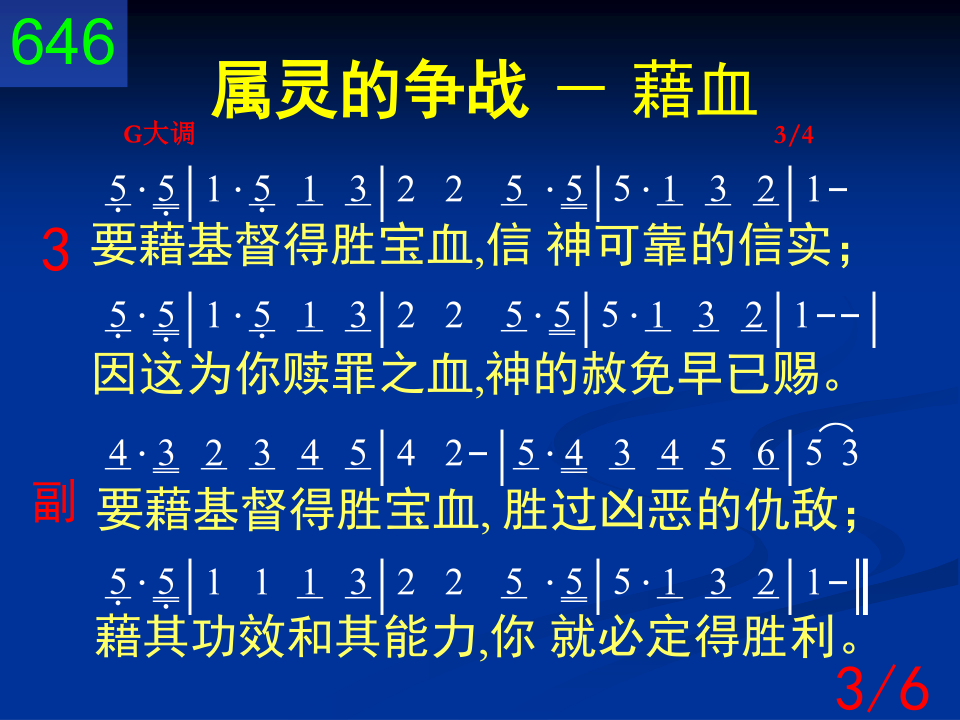 646
属灵的争战 － 藉血
G大调 3/4
5̣ · 5̣ | 1 · 5̣ 1 3 | 2 2 5 · 5 | 5 · 1 3 2 | 1 -
3 要藉基督得胜宝血,信 神可靠的信实；
5̣ · 5̣ | 1 · 5̣ 1 3 | 2 2 5 · 5 | 5 · 1 3 2 | 1 - - |
因这为你赎罪之血,神的赦免早已赐。
4 · 3 2 3 4 5 | 4 2 - | 5 · 4 3 4 5 6 | 5 3
副 要藉基督得胜宝血, 胜过凶恶的仇敌；
5̣ · 5̣ | 1 1 1 3 | 2 2 5 · 5 | 5 · 1 3 2 | 1 - ‖
藉其功效和其能力,你 就必定得胜利。
3/6